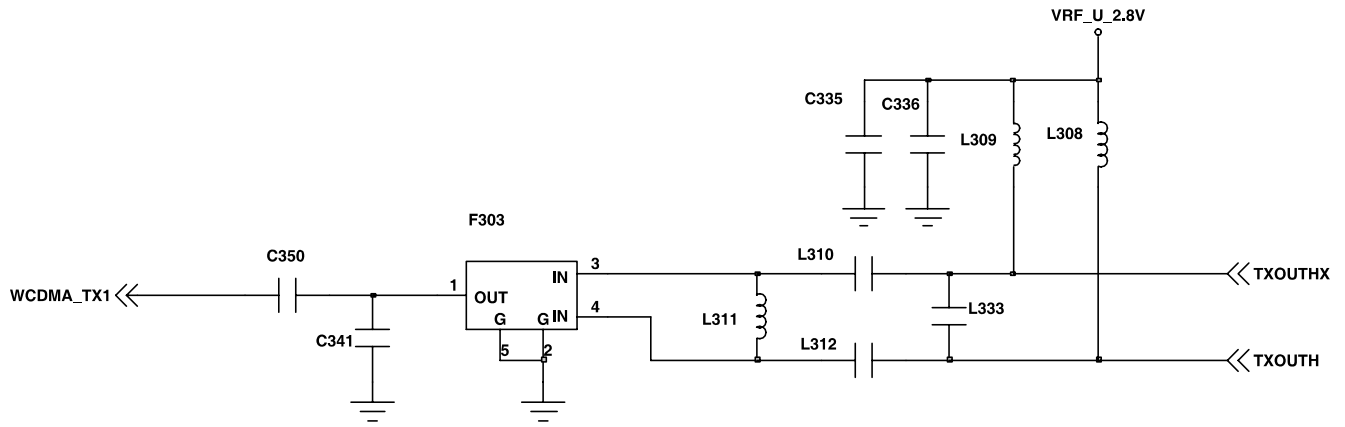 VRF_U_2.8V
C335
C336
L309
L308
F303
C350
L310
3
IN
TXOUTHX
WCDMA_TX1
1
OUT
4
IN
G
G
L311
L333
C341
5
2
L312
TXOUTH